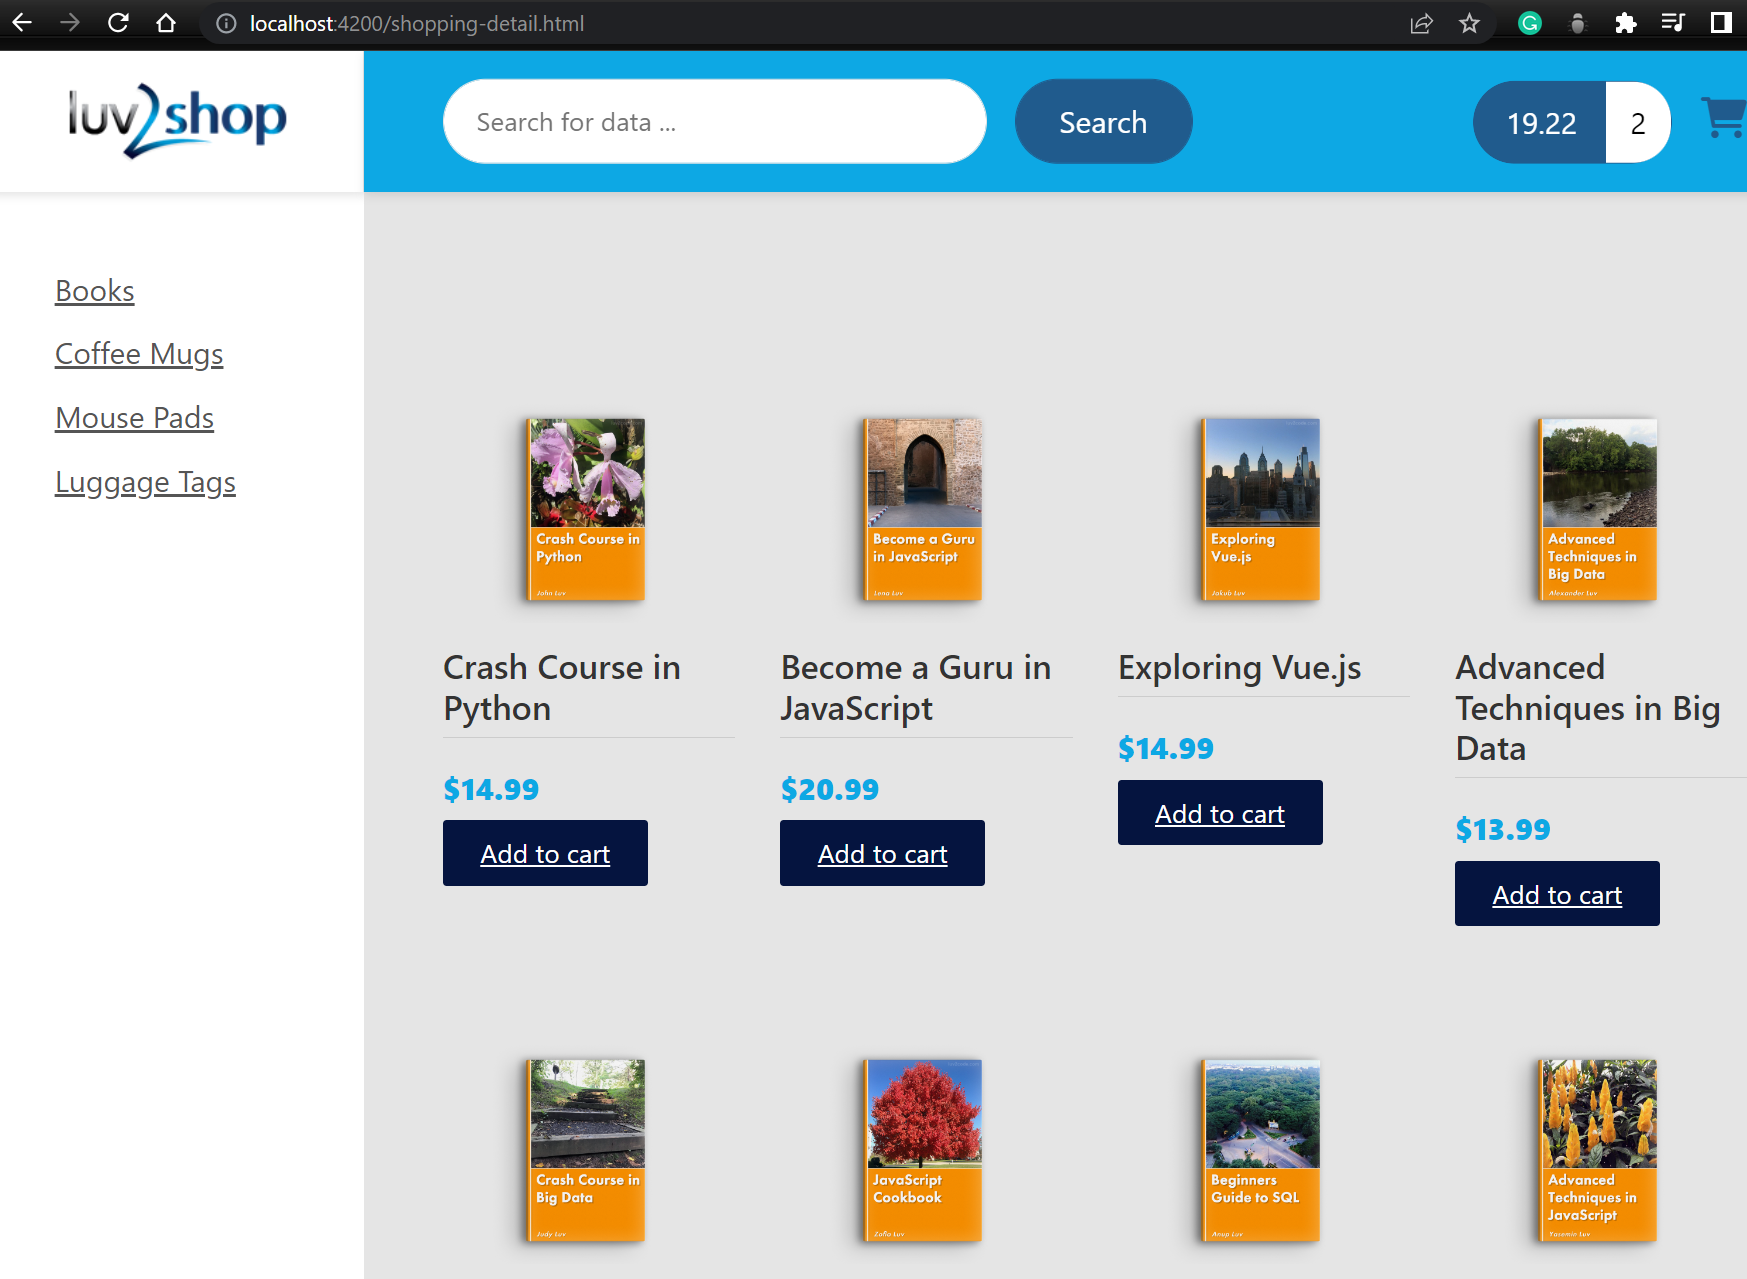 localhost:4200/shopping-detail.html
luv2shop
Search for data ...
Search
19.22
2
Books
Coffee Mugs
Mouse Pads
Luggage Tags
Crash Course in
Python
John Luv
Become a Guru
in JavaScript
Lena Luv
Exploring
Vue.js
Jakub Luv
Advanced
Techniques in
Big Data
Alexander Luv
Crash Course in
Python
$14.99
Add to cart
Become a Guru in
JavaScript
$20.99
Add to cart
Exploring Vue.js
$14.99
Add to cart
Advanced
Techniques in Big
Data
$13.99
Add to cart
Crash Course in
Big Data
Judy Luv
JavaScript
Cookbook
Zofia Luv
Beginners
Guide to SQL
Anup Luv
Advanced
Techniques in
JavaScript
Yasamin Luv